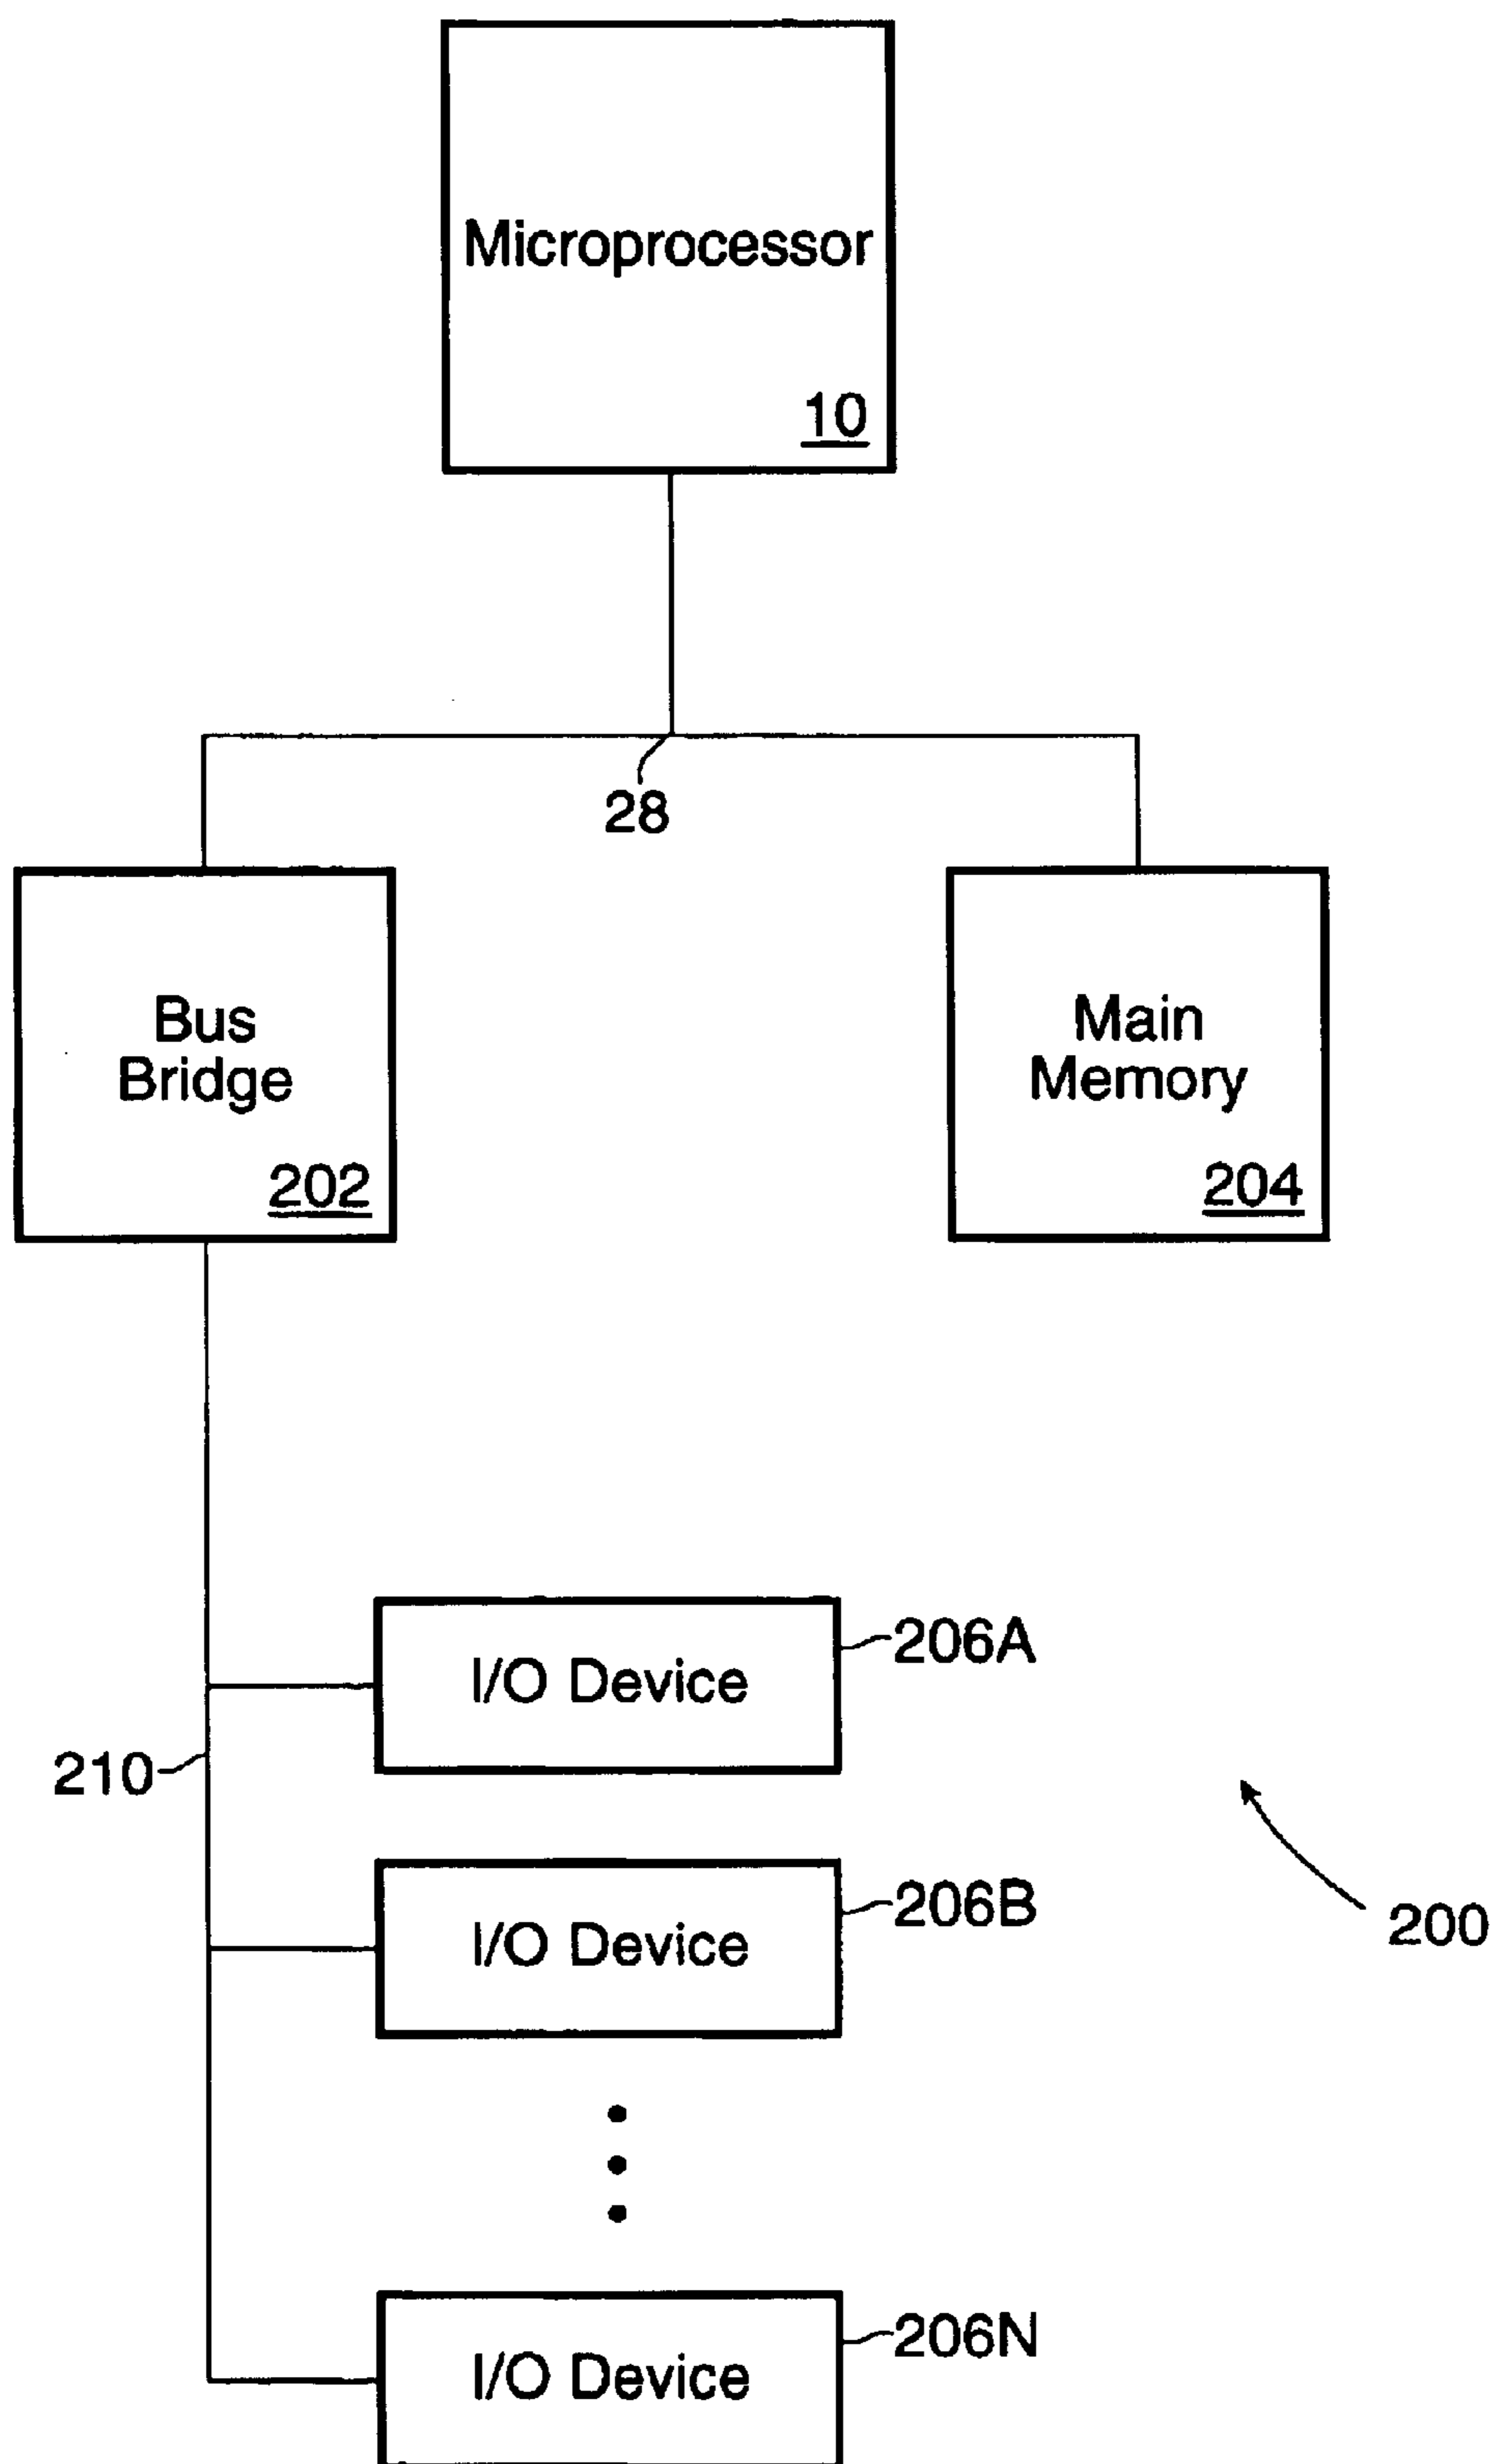 Microprocessor
10
28
Bus
Bridge
202
Main
Memory
204
I/O Device
206A
210
I/O Device
206B
200
I/O Device
206N